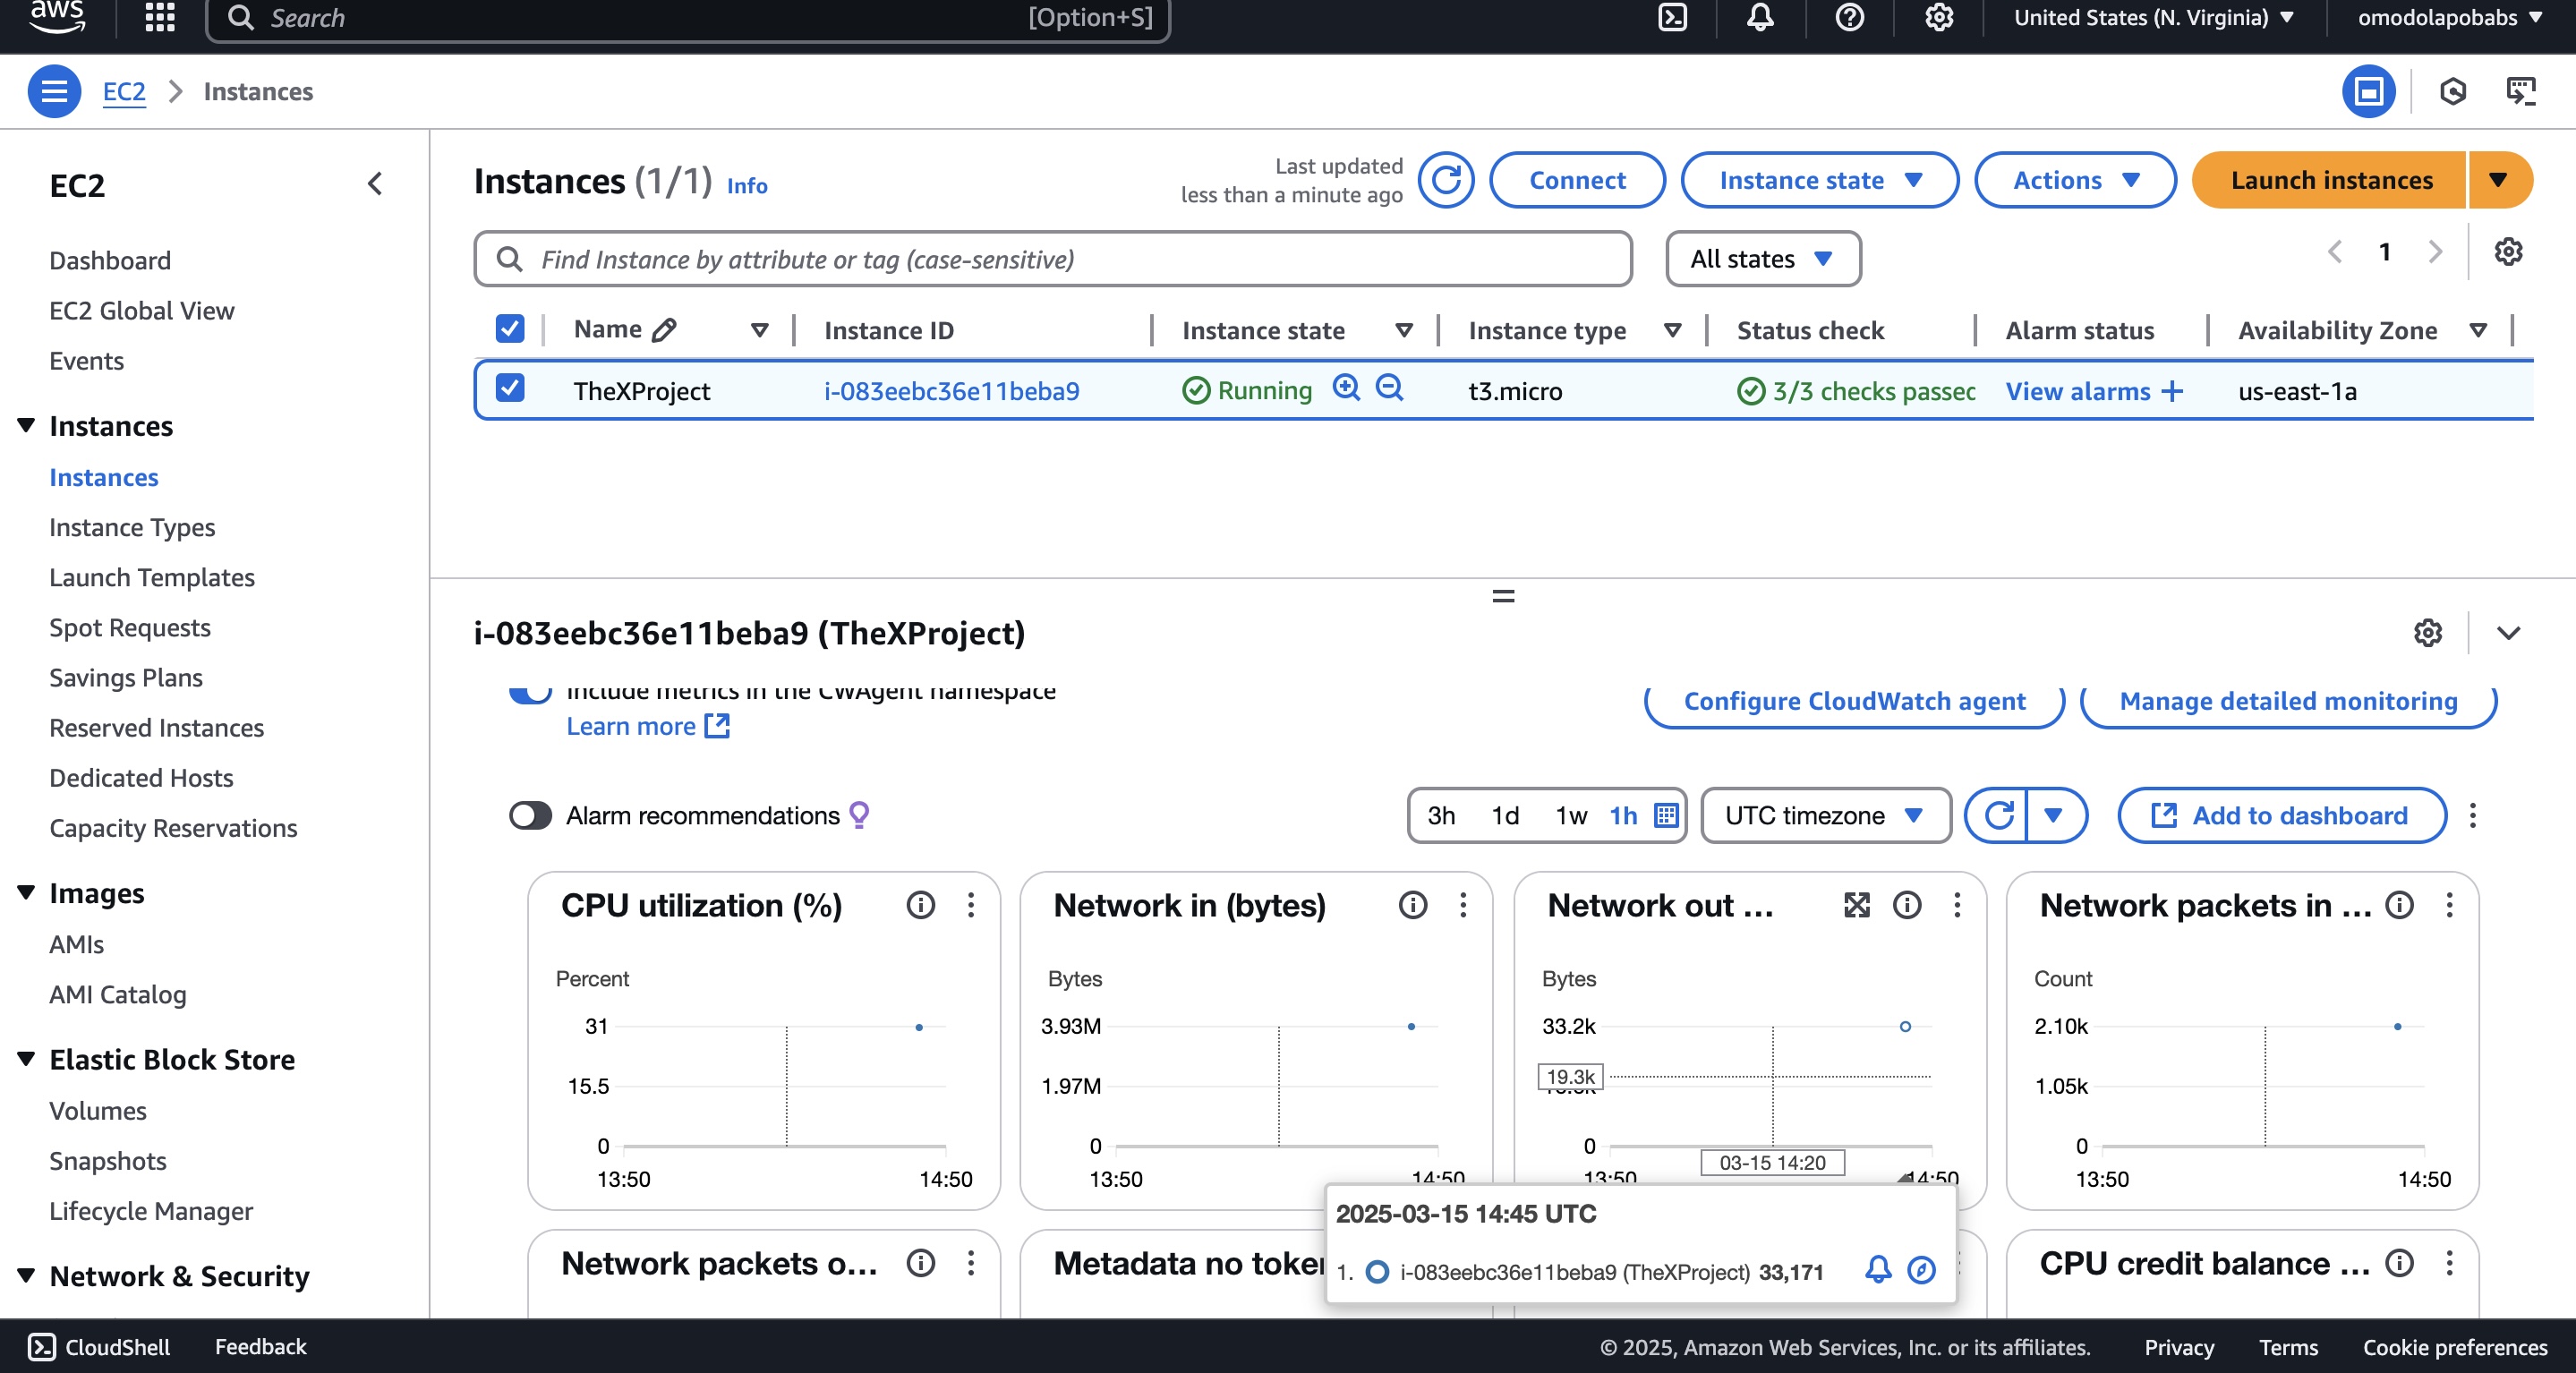 aws
Search [Option+S]
United States (N. Virginia)
omodolapobabs
EC2 Instances
EC2
Dashboard
EC2 Global View
Events
Instances
Instances
Instance Types
Launch Templates
Spot Requests
Savings Plans
Reserved Instances
Dedicated Hosts
Capacity Reservations
Images
AMIs
AMI Catalog
Elastic Block Store
Volumes
Snapshots
Lifecycle Manager
Network & Security
Instances (1/1) Info
Last updated
less than a minute ago
Connect
Instance state
Actions
Launch instances
Find Instance by attribute or tag (case-sensitive)
All states
1
Name Instance ID Instance state Instance type Status check Alarm status Availability Zone
TheXProject i-083eebc36e11beba9 Running t3.micro 3/3 checks passec View alarms + us-east-1a
i-083eebc36e11beba9 (TheXProject)
Include metrics in the CWAgent namespace
Learn more
Configure CloudWatch agent
Manage detailed monitoring
Alarm recommendations
3h 1d 1w 1h
UTC timezone
Add to dashboard
CPU utilization (%)
Percent
31
15.5
0
13:50 14:50
Network in (bytes)
Bytes
3.93M
1.97M
0
13:50 14:50
Network out ...
Bytes
33.2k
19.3k
0
03-15 14:20
13:50 14:50
Network packets in ...
Count
2.10k
1.05k
0
13:50 14:50
2025-03-15 14:45 UTC
1. i-083eebc36e11beba9 (TheXProject) 33,171
Network packets o...
Metadata no token
CPU credit balance ...
CloudShell
Feedback
© 2025, Amazon Web Services, Inc. or its affiliates.
Privacy
Terms
Cookie preferences